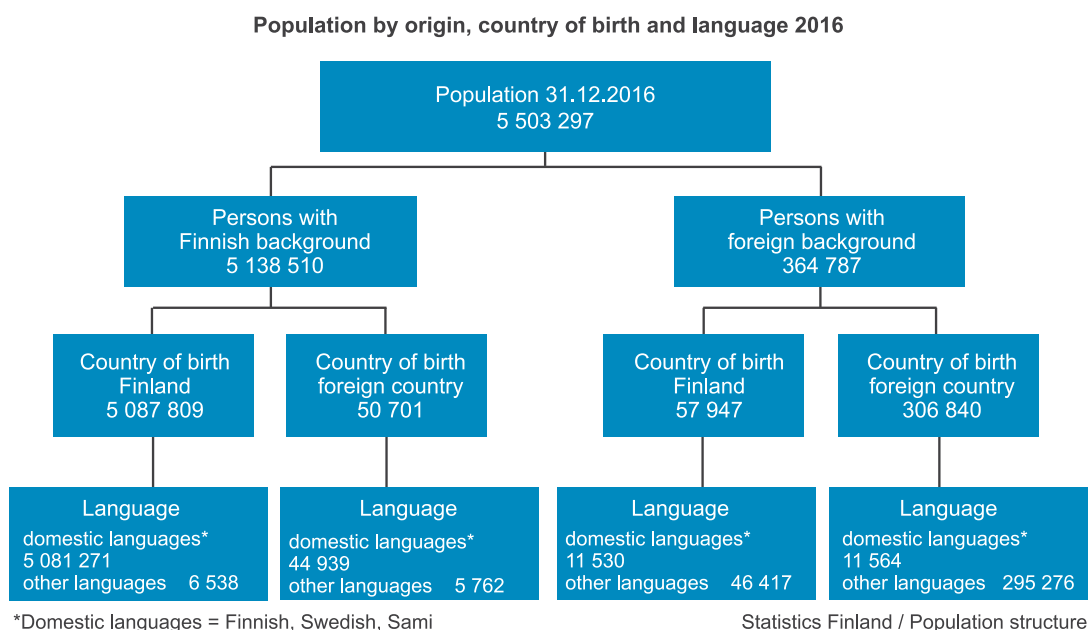 Population by origin, country of birth and language 2016
Population 31.12.2016
5 503 297
Persons with
Finnish background
5 138 510
Persons with
foreign background
364 787
Country of birth
Finland
5 087 809
Country of birth
foreign country
50 701
Country of birth
Finland
57 947
Country of birth
foreign country
306 840
Language
domestic languages*
5 081 271
other languages 6 538
Language
domestic languages*
44 939
other languages 5 762
Language
domestic languages*
11 530
other languages 46 417
Language
domestic languages*
11 564
other languages 295 276
*Domestic languages = Finnish, Swedish, Sami
Statistics Finland / Population structure